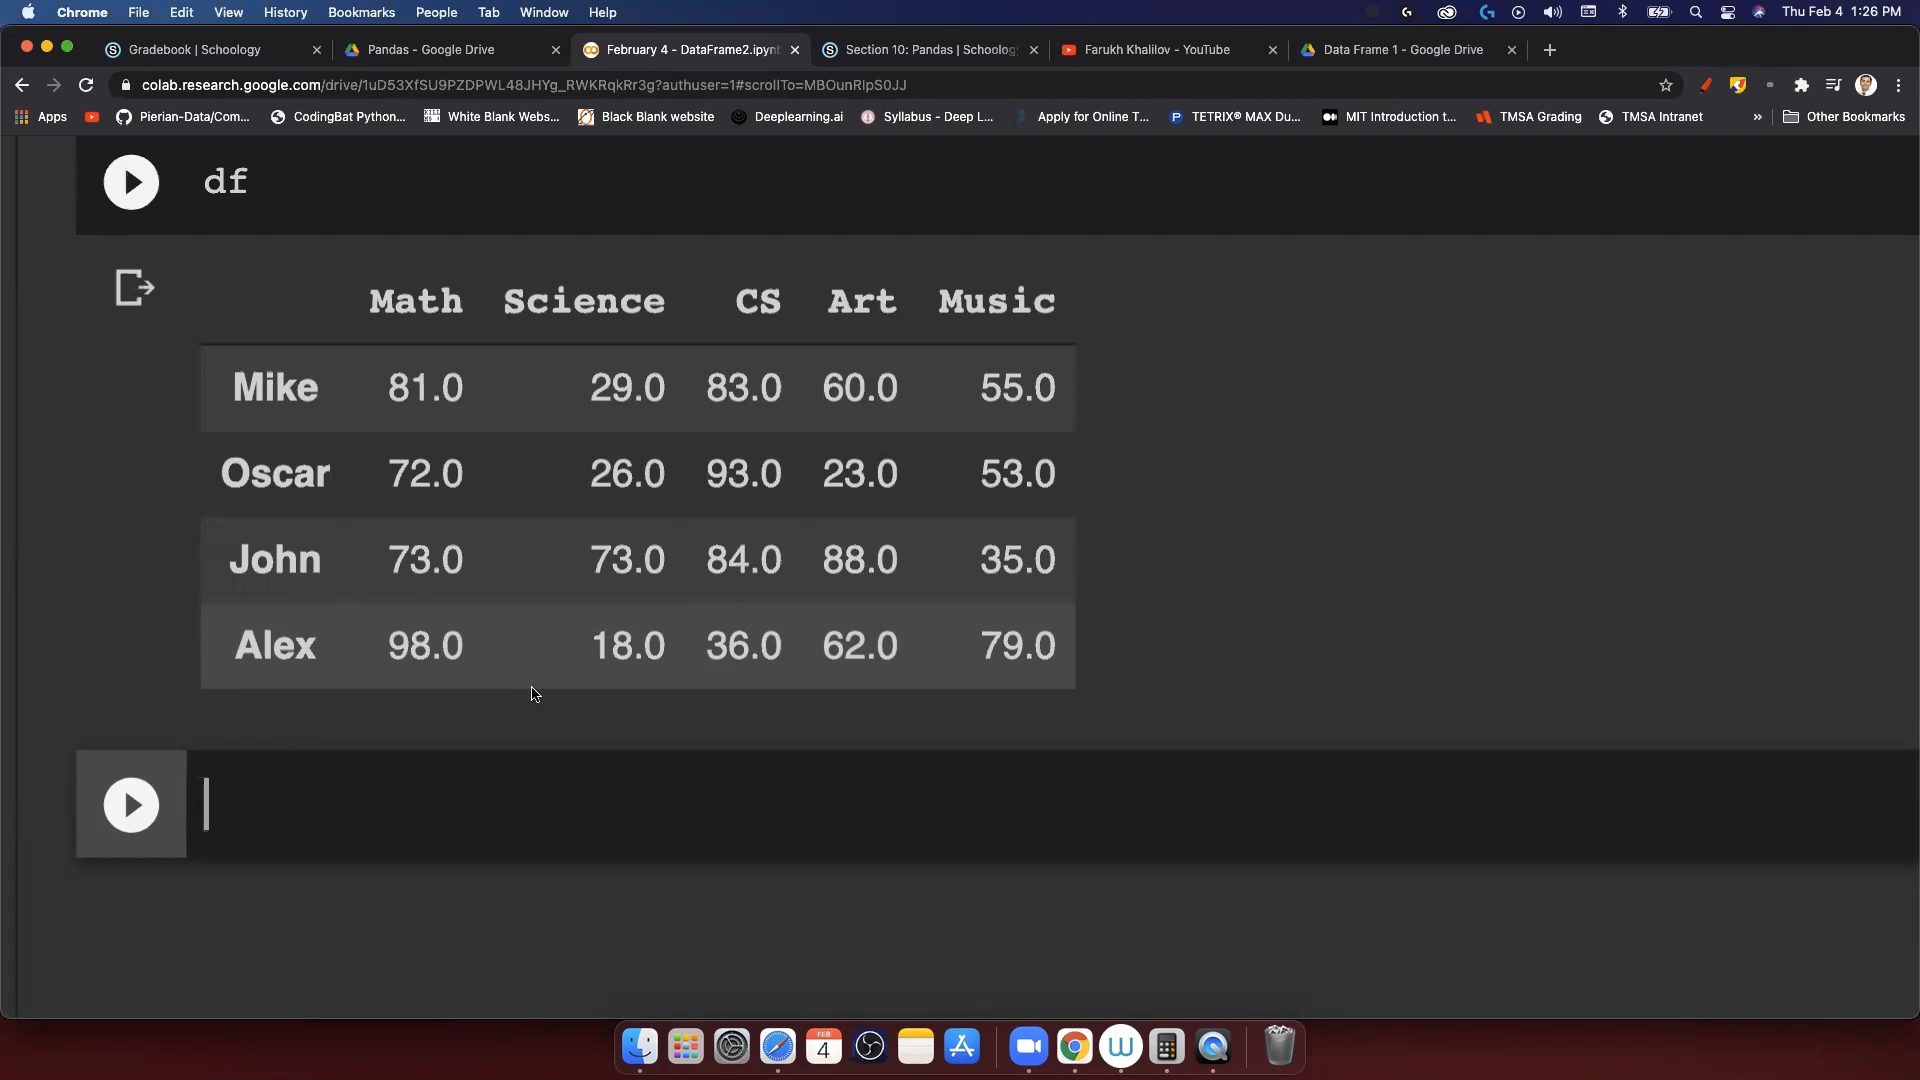 Chrome File Edit View History Bookmarks People Tab Window Help Thu Feb 4 1:26 PM
Gradebook | Schoology Pandas - Google Drive February 4 - DataFrame2.ipynb Section 10: Pandas | Schoology Farukh Khalilov - YouTube Data Frame 1 - Google Drive
colab.research.google.com/drive/1uD53XfSU9PZDPWL48JHYg_RWKRqkRr3g?authuser=1#scrollTo=MBOunRlpS0JJ
Apps Pierian-Data/Com... CodingBat Python... White Blank Webs... Black Blank website Deeplearning.ai Syllabus - Deep L... Apply for Online T... TETRIX® MAX Du... MIT Introduction t... TMSA Grading TMSA Intranet » Other Bookmarks
df
Math Science CS Art Music
Mike 81.0 29.0 83.0 60.0 55.0
Oscar 72.0 26.0 93.0 23.0 53.0
John 73.0 73.0 84.0 88.0 35.0
Alex 98.0 18.0 36.0 62.0 79.0
FEB
4